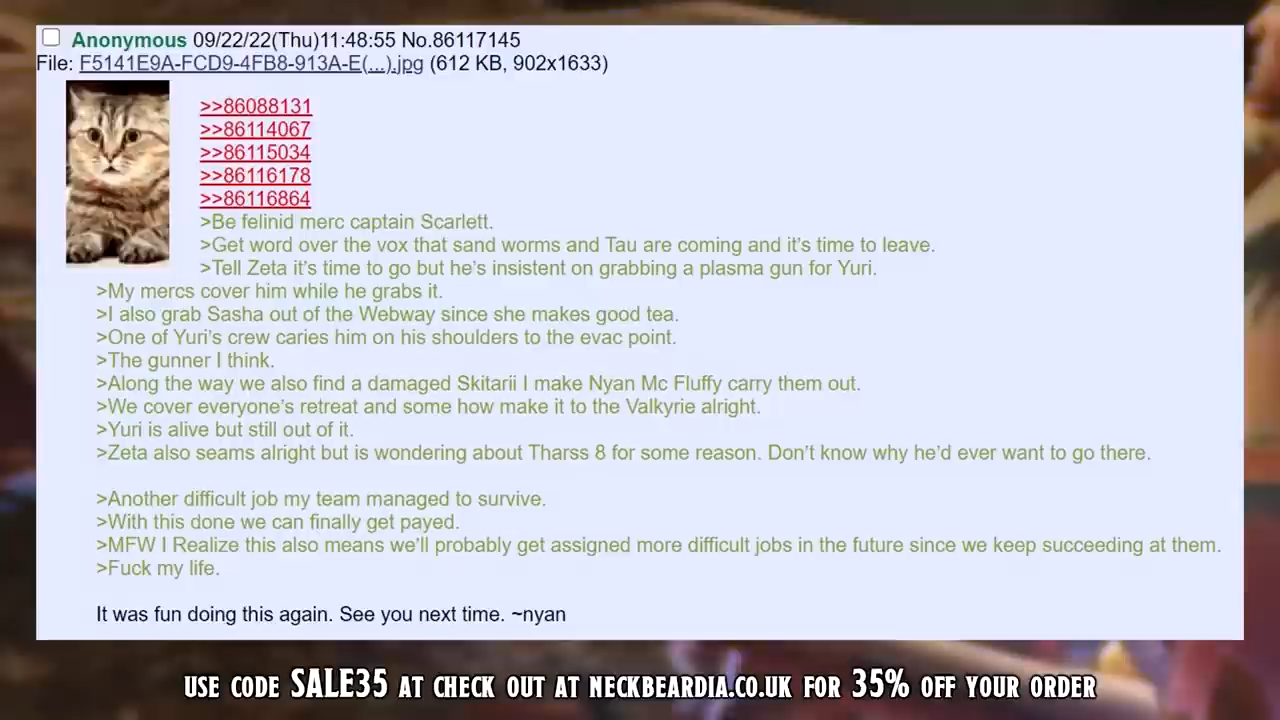 Anonymous 09/22/22(Thu)11:48:55 No.86117145
File: F5141E9A-FCD9-4FB8-913A-E(...).jpg (612 KB, 902x1633)
>>86088131
>>86114067
>>86115034
>>86116178
>>86116864
>Be felinid merc captain Scarlett.
>Get word over the vox that sand worms and Tau are coming and it's time to leave.
>Tell Zeta it's time to go but he's insistent on grabbing a plasma gun for Yuri.
>My mercs cover him while he grabs it.
>I also grab Sasha out of the Webway since she makes good tea.
>One of Yuri's crew caries him on his shoulders to the evac point.
>The gunner I think.
>Along the way we also find a damaged Skitarii I make Nyan Mc Fluffy carry them out.
>We cover everyone's retreat and some how make it to the Valkyrie alright.
>Yuri is alive but still out of it.
>Zeta also seams alright but is wondering about Tharss 8 for some reason. Don't know why he'd ever want to go there.
>Another difficult job my team managed to survive.
>With this done we can finally get payed.
>MFW I Realize this also means we'll probably get assigned more difficult jobs in the future since we keep succeeding at them.
>Fuck my life.
It was fun doing this again. See you next time. ~nyan
USE CODE SALE35 AT CHECK OUT AT NECKBEARDIA.CO.UK FOR 35% OFF YOUR ORDER